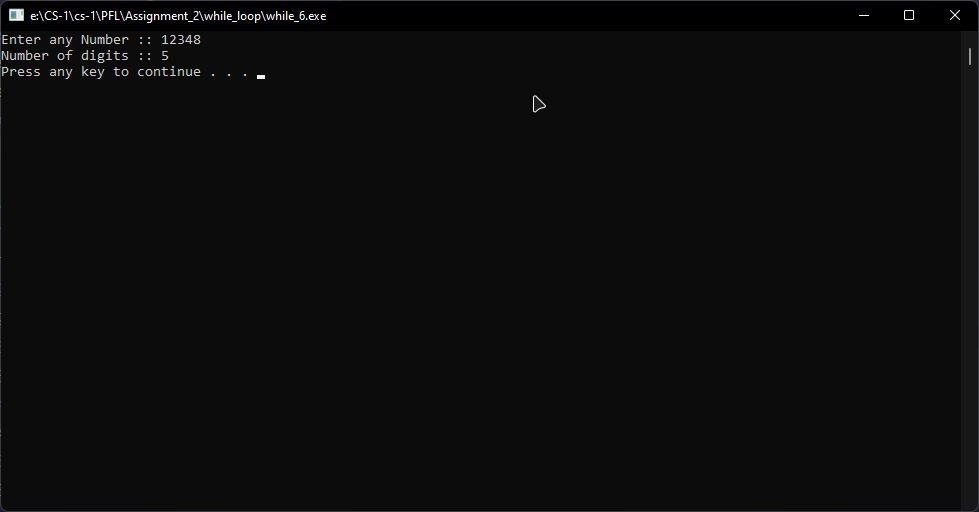 e:\CS-1\cs-1\PFL\Assignment_2\while_loop\while_6.exe
Enter any Number :: 12348
Number of digits :: 5
Press any key to continue . . .